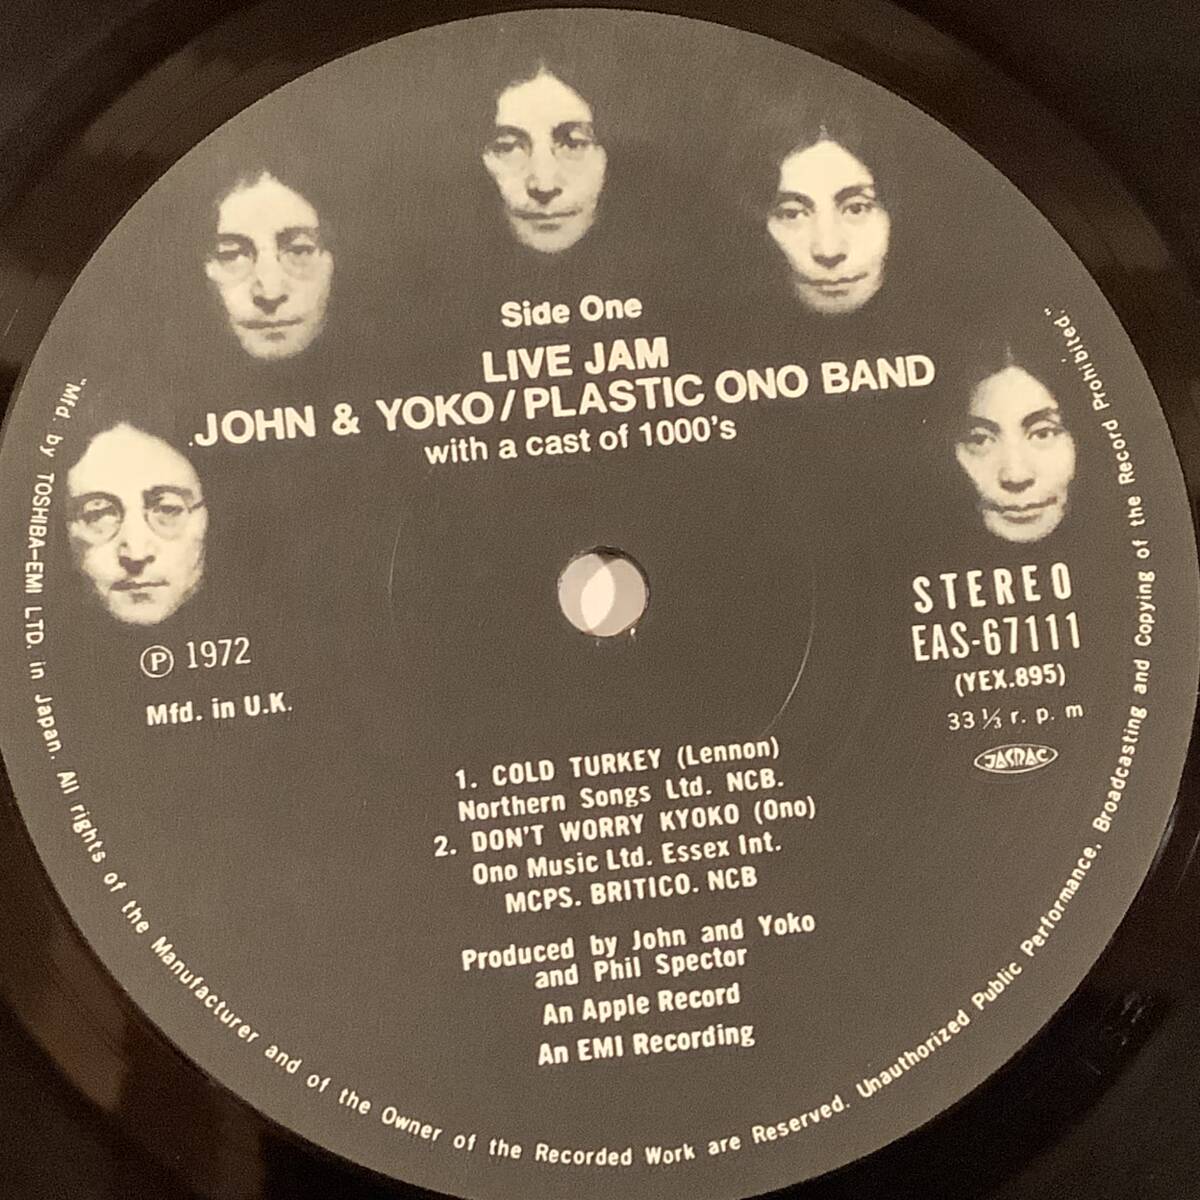 Side One
LIVE JAM
JOHN & YOKO/PLASTIC ONO BAND
with a cast of 1000's
STEREO
EAS-67111
(YEX.895)
33⅓ r. p. m
JASRAC
Ⓟ 1972
Mfd. in U.K.
1. COLD TURKEY (Lennon)
Northern Songs Ltd. NCB.
2. DON'T WORRY KYOKO (Ono)
Ono Music Ltd. Essex Int.
MCPS. BRITICO. NCB
Produced by John and Yoko
and Phil Spector
An Apple Record
An EMI Recording
"Mfd. by TOSHIBA-EMI LTD. in Japan. All rights of the Manufacturer and of the Owner of the Recorded Work are Reserved. Unauthorized Public Performance, Broadcasting and Copying of the Record Prohibited."